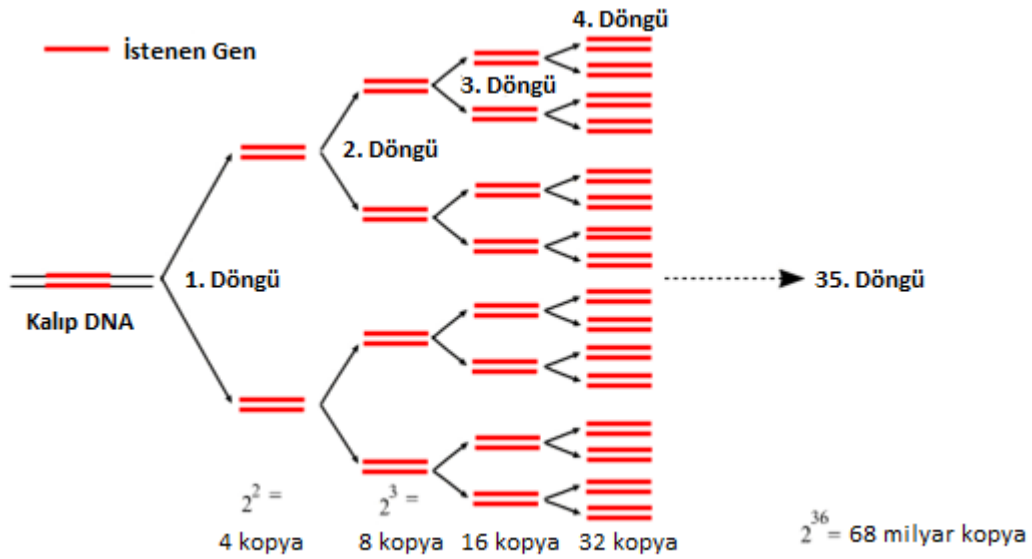 4. Döngü
İstenen Gen
3. Döngü
2. Döngü
1. Döngü
35. Döngü
Kalıp DNA
2² =
2³ =
4 kopya
8 kopya
16 kopya
32 kopya
2³⁶ = 68 milyar kopya